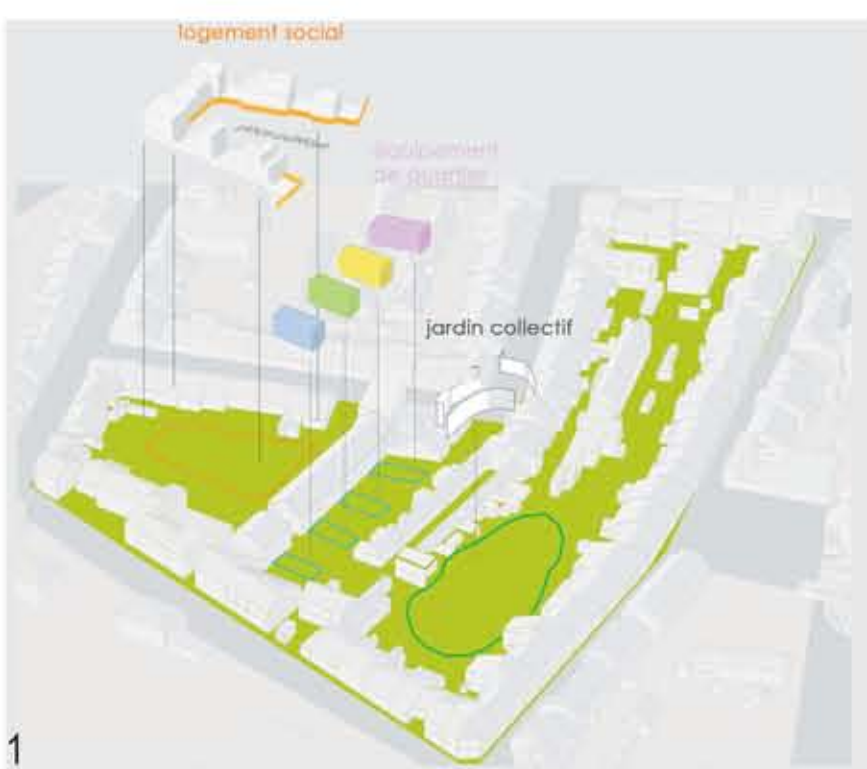 logement social
équipement
de quartier
jardin collectif
1